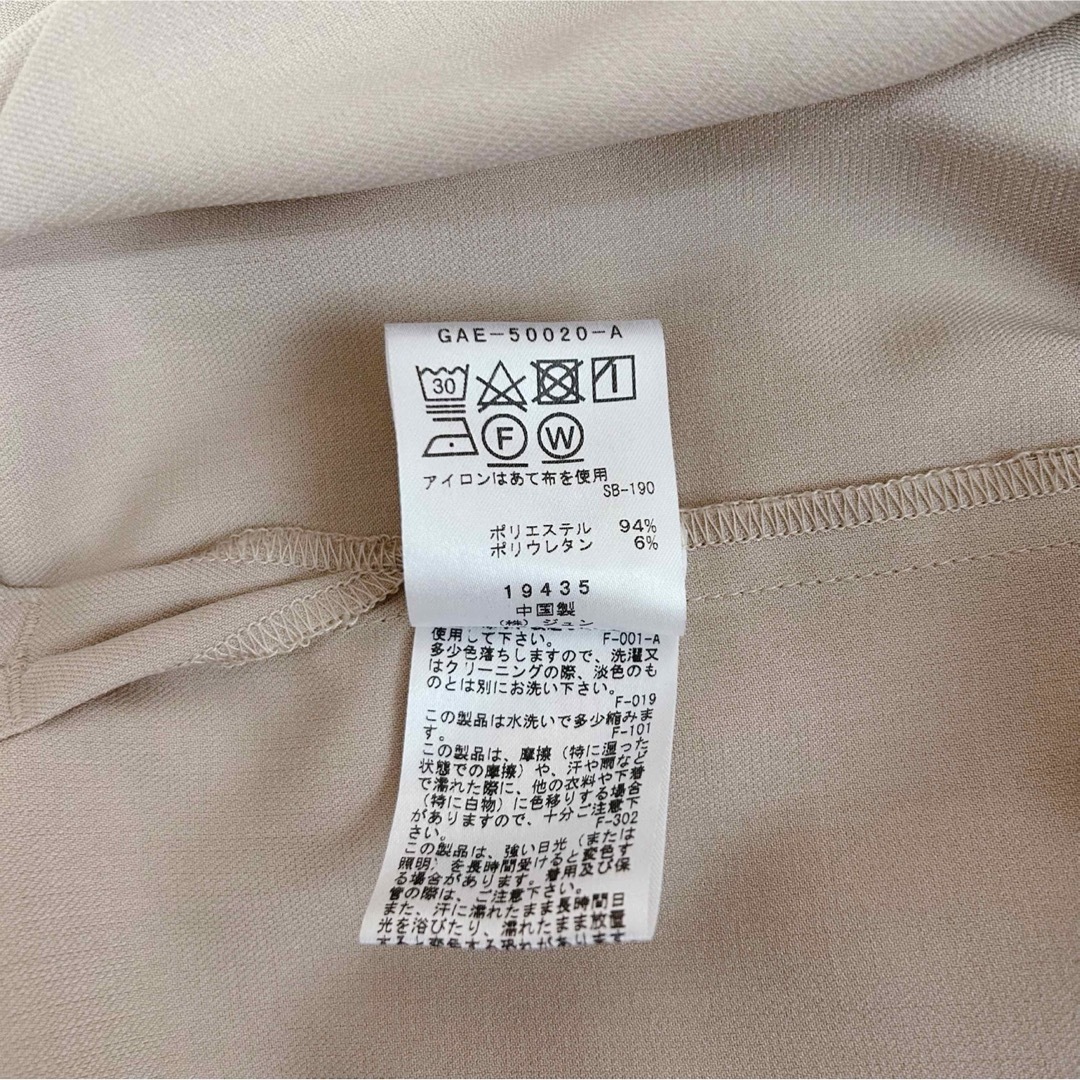 GAE-50020-A
30
F W
アイロンはあて布を使用
SB-190
ポリエステル 94%
ポリウレタン 6%
19435
中国製
(株) ジュン
使用して下さい。 F-001-A
多少色落ちしますので、洗濯又
はクリーニングの際、淡色のも
のとは別にお洗い下さい。
F-019
この製品は水洗いで多少縮みま
す。 F-101
この製品は、摩擦(特に湿った
状態での摩擦)や、汗や雨など
で濡れた際に、他の衣料や下着
(特に白物)に色移りする場合
がありますので、十分ご注意下
さい。 F-302
この製品は、強い日光(または
照明)を長時間受けると変色す
る場合があります。着用及び保
管の際は、ご注意下さい。
また、汗に濡れたまま長時間日
光を浴びたり、濡れたまま放置
すると変色する恐れがあります